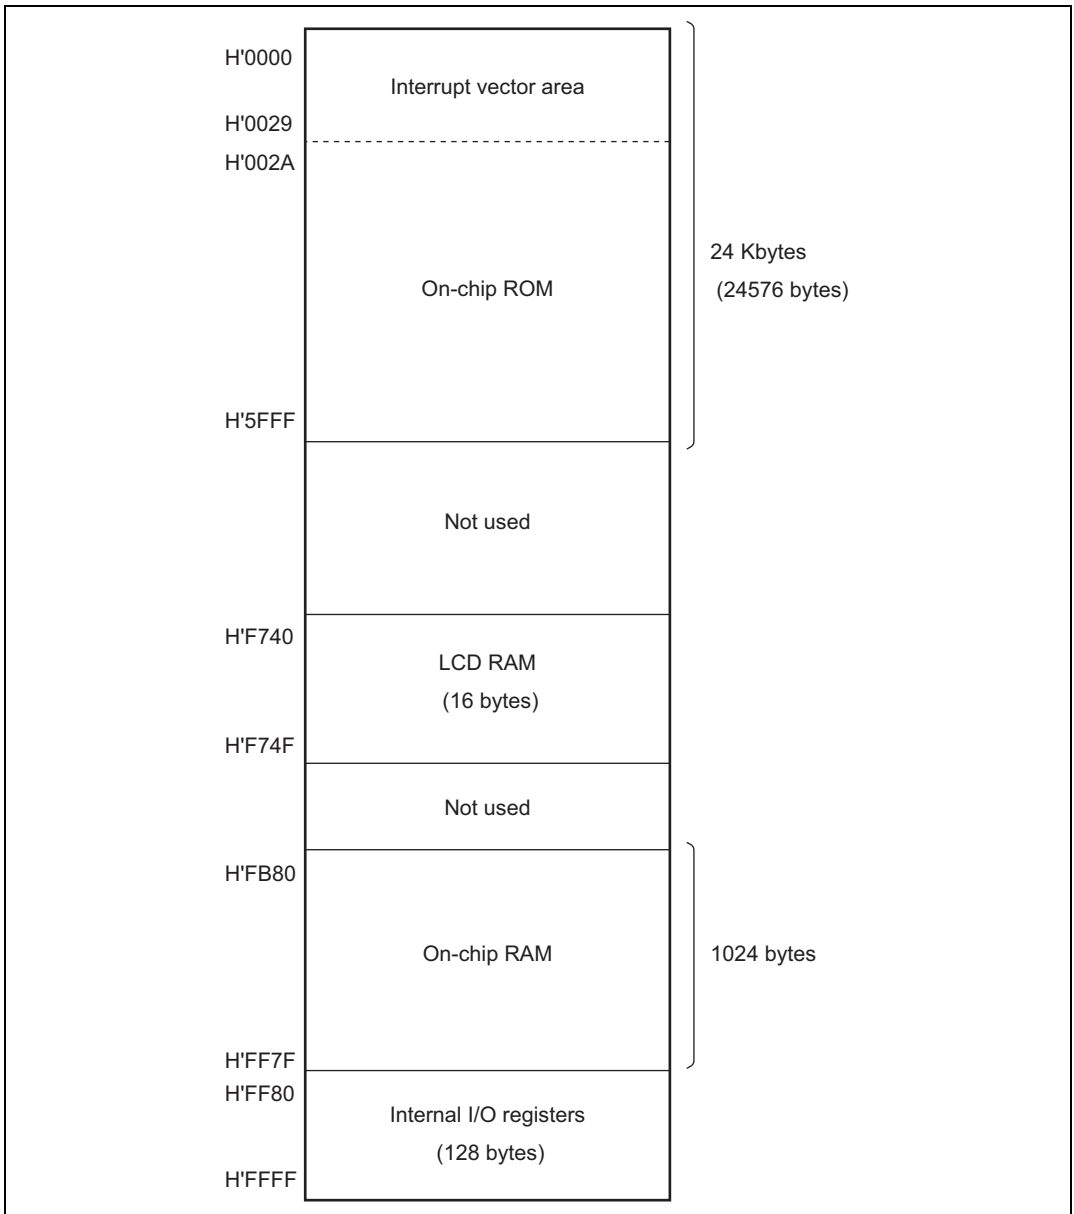 H'0000
Interrupt vector area
H'0029
H'002A
24 Kbytes
On-chip ROM
(24576 bytes)
H'5FFF
Not used
H'F740
LCD RAM
(16 bytes)
H'F74F
Not used
H'FB80
On-chip RAM
1024 bytes
H'FF7F
H'FF80
Internal I/O registers
(128 bytes)
H'FFFF